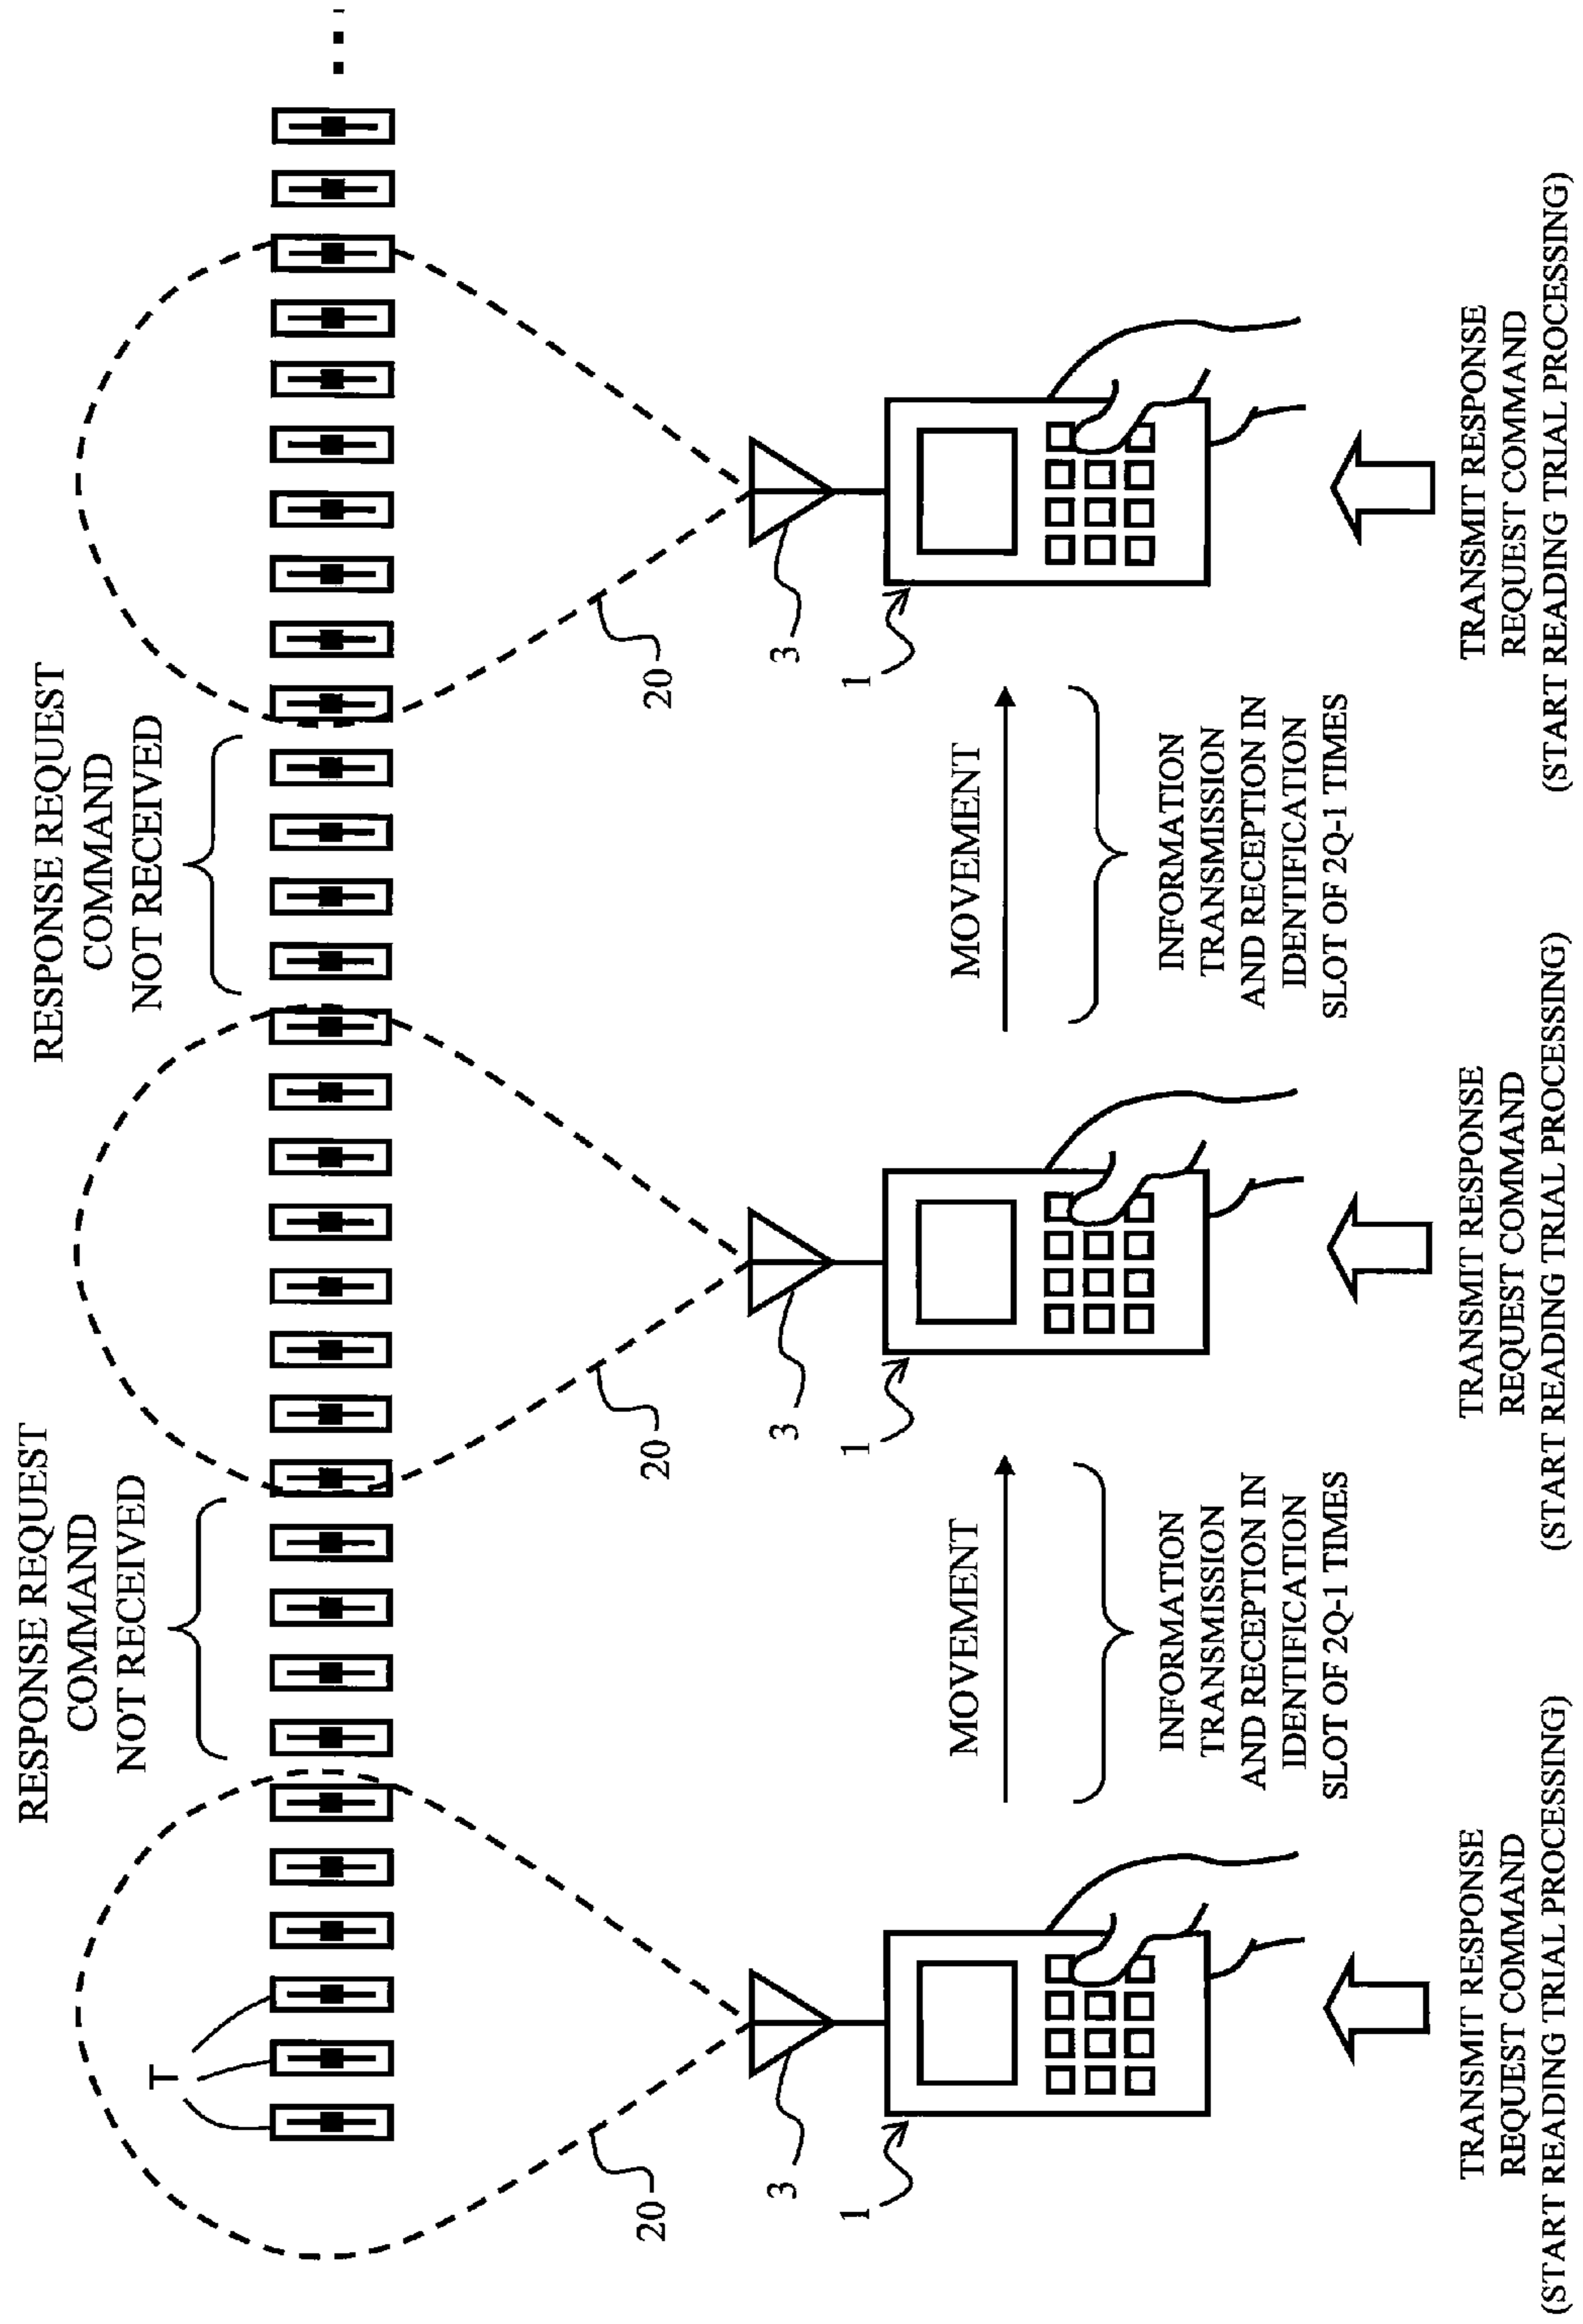 RESPONSE REQUEST
COMMAND
NOT RECEIVED
RESPONSE REQUEST
COMMAND
NOT RECEIVED
T
20
20
20
3
3
3
1
1
1
MOVEMENT
MOVEMENT
INFORMATION
TRANSMISSION
AND RECEPTION IN
IDENTIFICATION
SLOT OF 2Q-1 TIMES
INFORMATION
TRANSMISSION
AND RECEPTION IN
IDENTIFICATION
SLOT OF 2Q-1 TIMES
TRANSMIT RESPONSE
REQUEST COMMAND
(START READING TRIAL PROCESSING)
TRANSMIT RESPONSE
REQUEST COMMAND
(START READING TRIAL PROCESSING)
TRANSMIT RESPONSE
REQUEST COMMAND
(START READING TRIAL PROCESSING)